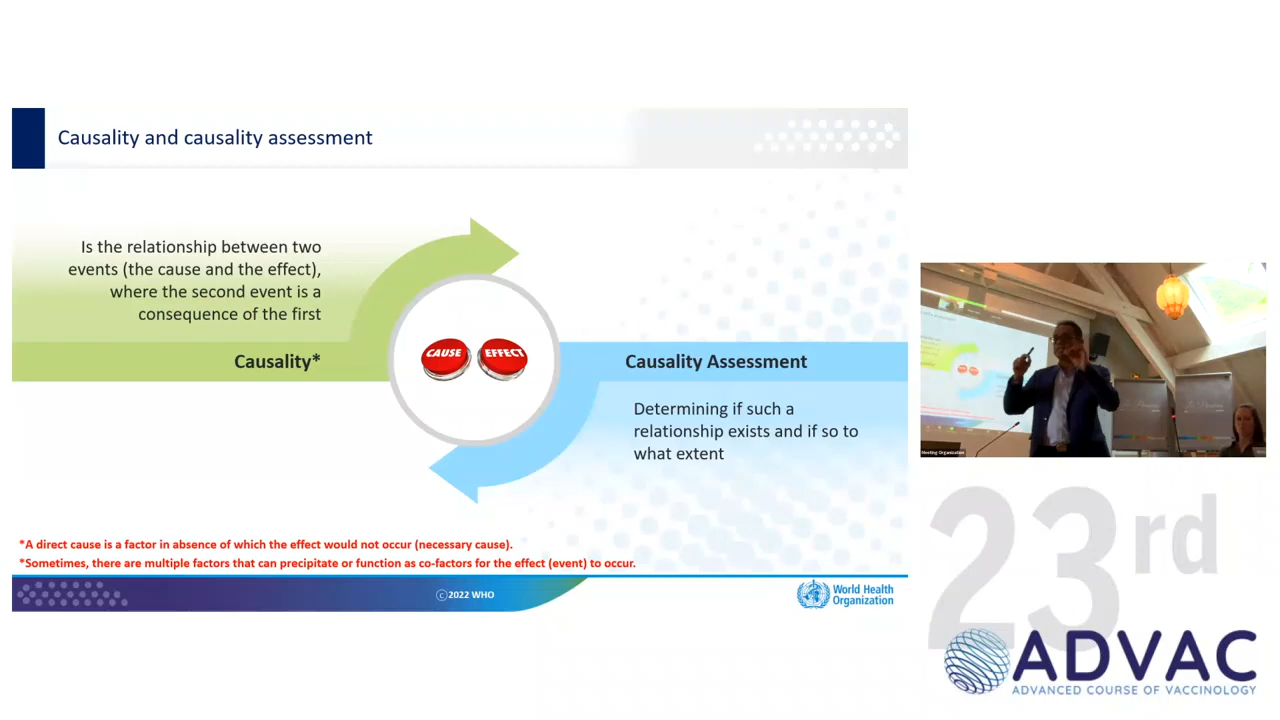 Causality and causality assessment
Is the relationship between two
events (the cause and the effect),
where the second event is a
consequence of the first
Causality*
CAUSE
EFFECT
Causality Assessment
Determining if such a
relationship exists and if so to
what extent
*A direct cause is a factor in absence of which the effect would not occur (necessary cause).
*Sometimes, there are multiple factors that can precipitate or function as co-factors for the effect (event) to occur.
©2022 WHO
World Health
Organization
Meeting Organization
23rd
ADVAC
ADVANCED COURSE OF VACCINOLOGY